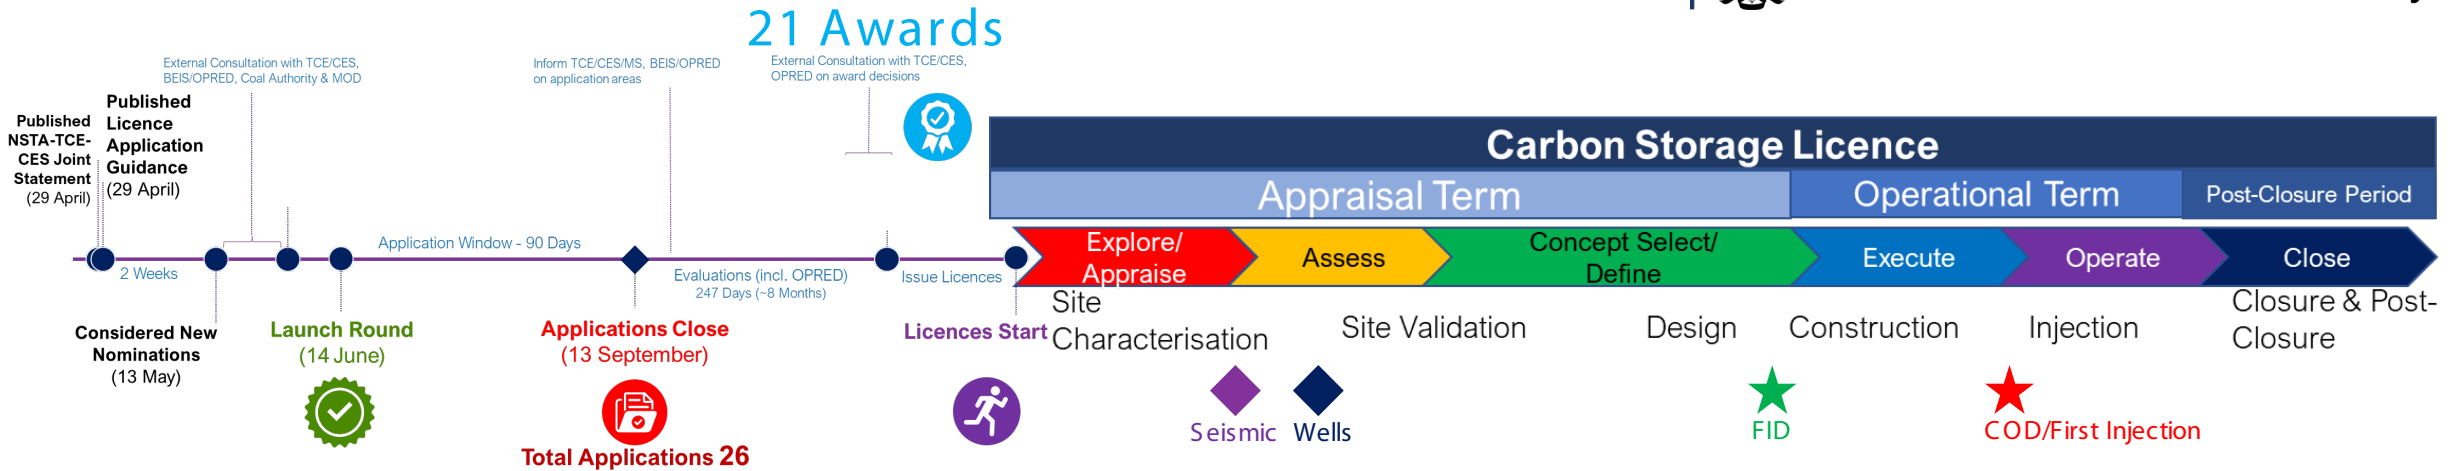 21 Awards
External Consultation with TCE/CES,
BEIS/OPRED, Coal Authority & MOD
Inform TCE/CES/MS, BEIS/OPRED
on application areas
External Consultation with TCE/CES,
OPRED on award decisions
Published
NSTA-TCE-
CES Joint
Statement
(29 April)
Published
Licence
Application
Guidance
(29 April)
2 Weeks
Application Window - 90 Days
Evaluations (incl. OPRED)
247 Days (~8 Months)
Issue Licences
Considered New
Nominations
(13 May)
Launch Round
(14 June)
Applications Close
(13 September)
Total Applications 26
Licences Start
Carbon Storage Licence
Appraisal Term
Operational Term
Post-Closure Period
Explore/
Appraise
Assess
Concept Select/
Define
Execute
Operate
Close
Site
Characterisation
Site Validation
Design
Construction
Injection
Closure & Post-
Closure
Seismic
Wells
FID
COD/First Injection